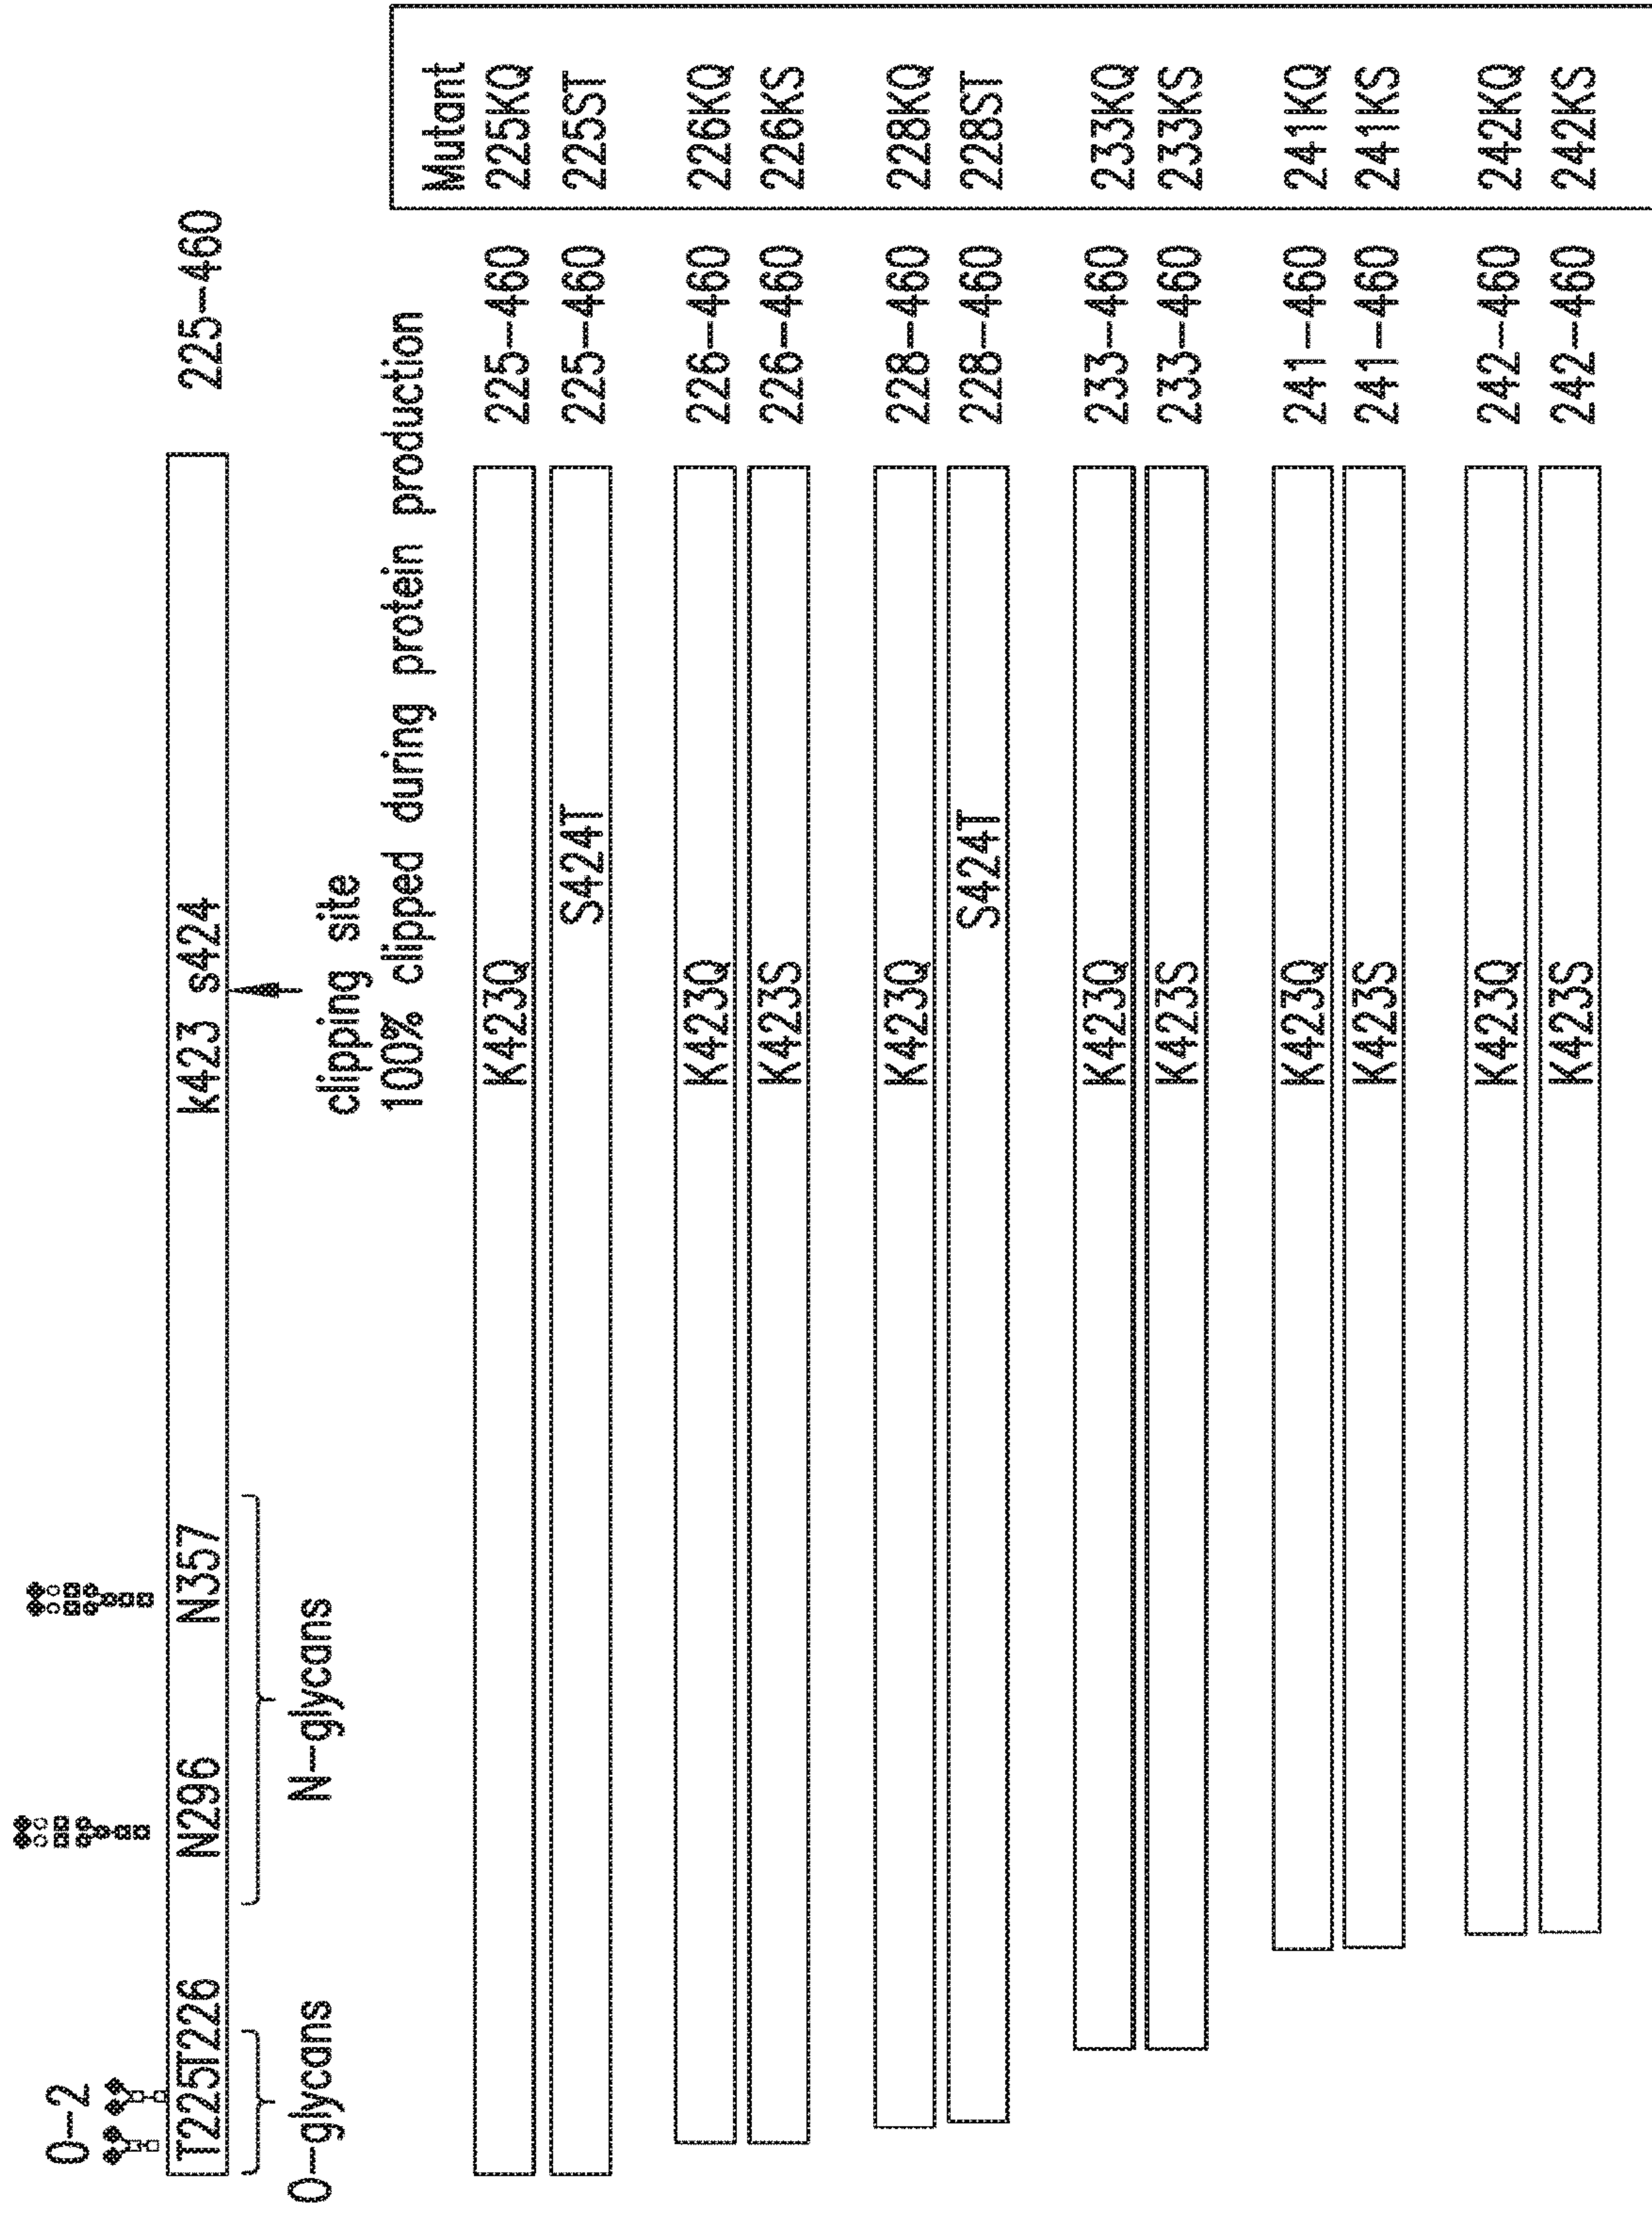 0-2
T225T226 N296 N357 k423 s424 225-460
O-glycans N-glycans clipping site
100% clipped during protein production
Mutant
K423Q 225-460 225KQ
S424T 225-460 225ST
K423Q 226-460 226KQ
K423S 226-460 226KS
K423Q 228-460 228KQ
S424T 228-460 228ST
K423Q 233-460 233KQ
K423S 233-460 233KS
K423Q 241-460 241KQ
K423S 241-460 241KS
K423Q 242-460 242KQ
K423S 242-460 242KS